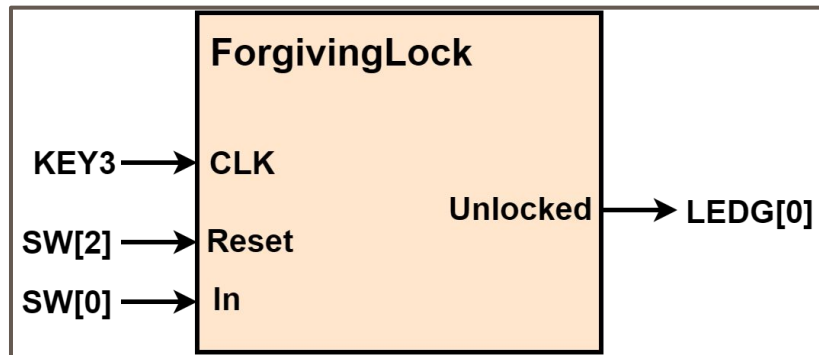 ForgivingLock
KEY3 CLK
Unlocked LEDG[0]
SW[2] Reset
SW[0] In